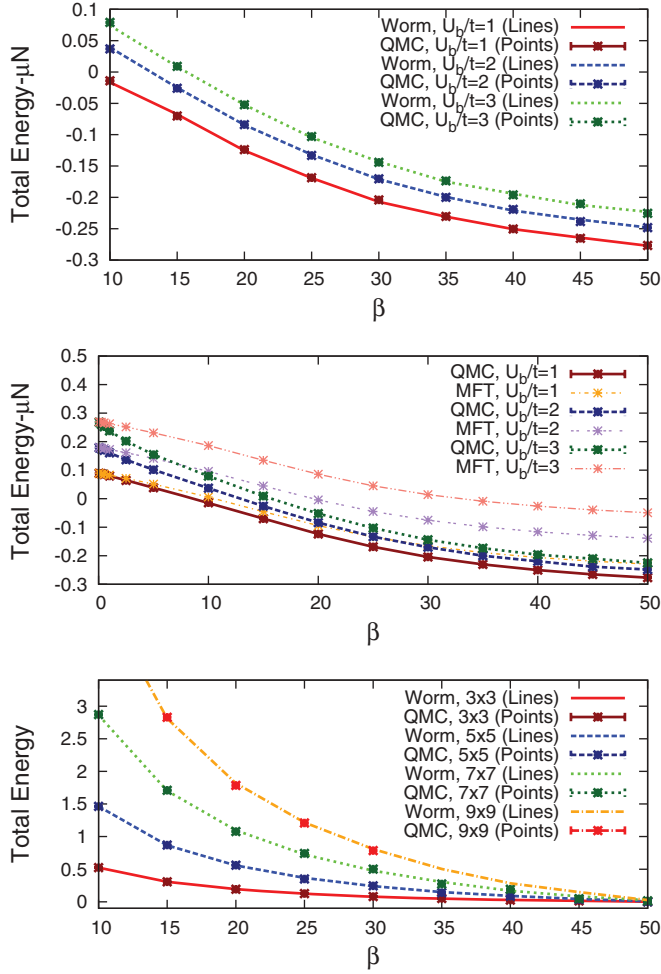 Total Energy-μN
0.1
0.05
0
-0.05
-0.1
-0.15
-0.2
-0.25
-0.3
Worm, U_b/t=1 (Lines)
QMC, U_b/t=1 (Points)
Worm, U_b/t=2 (Lines)
QMC, U_b/t=2 (Points)
Worm, U_b/t=3 (Lines)
QMC, U_b/t=3 (Points)
10 15 20 25 30 35 40 45 50
β
Total Energy-μN
0.5
0.4
0.3
0.2
0.1
0
-0.1
-0.2
-0.3
QMC, U_b/t=1
MFT, U_b/t=1
QMC, U_b/t=2
MFT, U_b/t=2
QMC, U_b/t=3
MFT, U_b/t=3
0 10 20 30 40 50
β
Total Energy
3
2.5
2
1.5
1
0.5
0
Worm, 3x3 (Lines)
QMC, 3x3 (Points)
Worm, 5x5 (Lines)
QMC, 5x5 (Points)
Worm, 7x7 (Lines)
QMC, 7x7 (Points)
Worm, 9x9 (Lines)
QMC, 9x9 (Points)
10 15 20 25 30 35 40 45 50
β